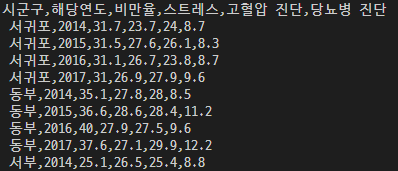 시군구,해당연도,비만율,스트레스,고혈압 진단,당뇨병 진단
서귀포,2014,31.7,23.7,24,8.7
서귀포,2015,31.5,27.6,26.1,8.3
서귀포,2016,31.1,26.7,23.8,8.7
서귀포,2017,31,26.9,27.9,9.6
동부,2014,35.1,27.8,28,8.5
동부,2015,36.6,28.6,28.4,11.2
동부,2016,40,27.9,27.5,9.6
동부,2017,37.6,27.1,29.9,12.2
서부,2014,25.1,26.5,25.4,8.8